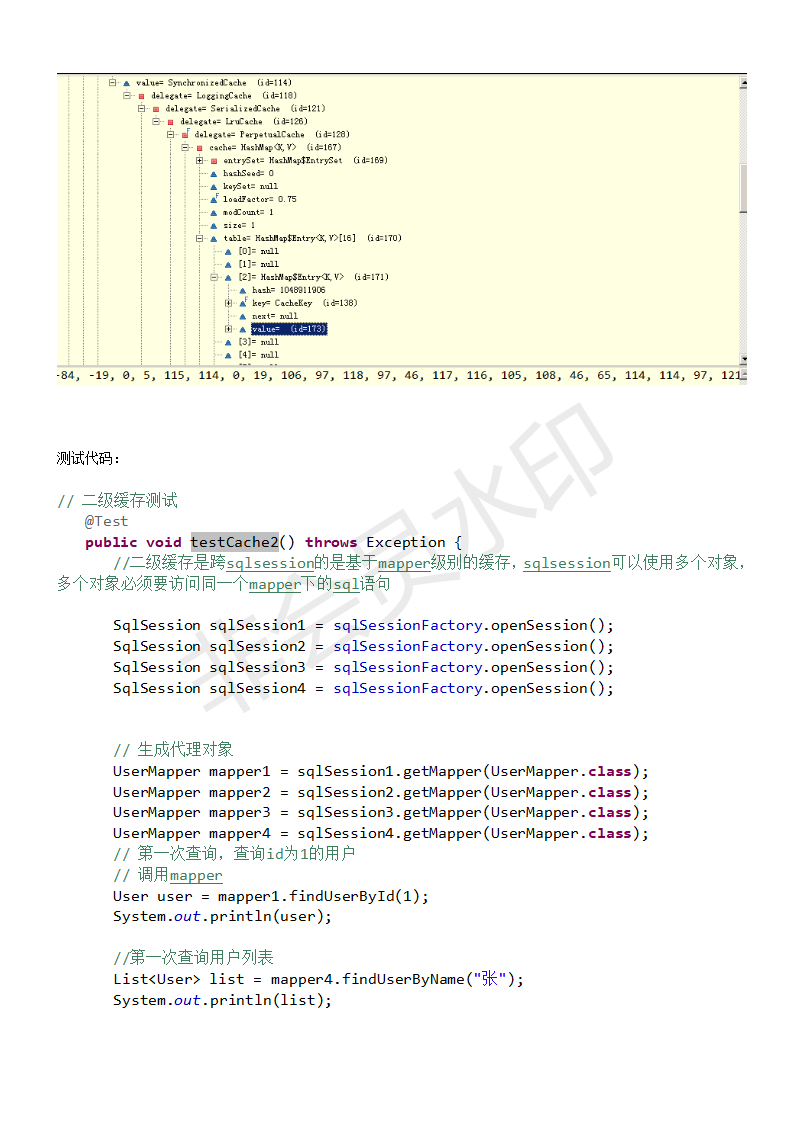 value= SynchronizedCache (id=114)
delegate= LoggingCache (id=118)
delegate= SerializedCache (id=121)
delegate= LruCache (id=126)
delegate= PerpetualCache (id=128)
cache= HashMap<K,V> (id=167)
entrySet= HashMap$EntrySet (id=169)
hashSeed= 0
keySet= null
loadFactor= 0.75
modCount= 1
size= 1
table= HashMap$Entry<K,V>[16] (id=170)
[0]= null
[1]= null
[2]= HashMap$Entry<K,V> (id=171)
hash= 1048911906
key= CacheKey (id=138)
next= null
value= (id=173)
[3]= null
[4]= null
-84, -19, 0, 5, 115, 114, 0, 19, 106, 97, 118, 97, 46, 117, 116, 105, 108, 46, 65, 114, 114, 97, 121
测试代码：
// 二级缓存测试
@Test
public void testCache2() throws Exception {
//二级缓存是跨sqlsession的是基于mapper级别的缓存，sqlsession可以使用多个对象，
多个对象必须要访问同一个mapper下的sql语句
SqlSession sqlSession1 = sqlSessionFactory.openSession();
SqlSession sqlSession2 = sqlSessionFactory.openSession();
SqlSession sqlSession3 = sqlSessionFactory.openSession();
SqlSession sqlSession4 = sqlSessionFactory.openSession();
// 生成代理对象
UserMapper mapper1 = sqlSession1.getMapper(UserMapper.class);
UserMapper mapper2 = sqlSession2.getMapper(UserMapper.class);
UserMapper mapper3 = sqlSession3.getMapper(UserMapper.class);
UserMapper mapper4 = sqlSession4.getMapper(UserMapper.class);
// 第一次查询，查询id为1的用户
// 调用mapper
User user = mapper1.findUserById(1);
System.out.println(user);
//第一次查询用户列表
List<User> list = mapper4.findUserByName("张");
System.out.println(list);
非会员水印